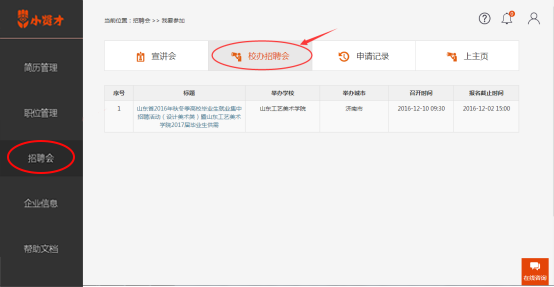 小贤才
当前位置：招聘会 >> 我要参加
简历管理
职位管理
招聘会
企业信息
帮助文档
宣讲会
校办招聘会
申请记录
上主页
序号 标题 举办学校 举办城市 召开时间 报名截止时间
1 山东省2016年秋冬季高校毕业生就业集中 山东工艺美术学院 济南市 2016-12-10 09:30 2016-12-02 15:00
招聘活动（设计美术类）暨山东工艺美术
学院2017届毕业生供需
在线咨询